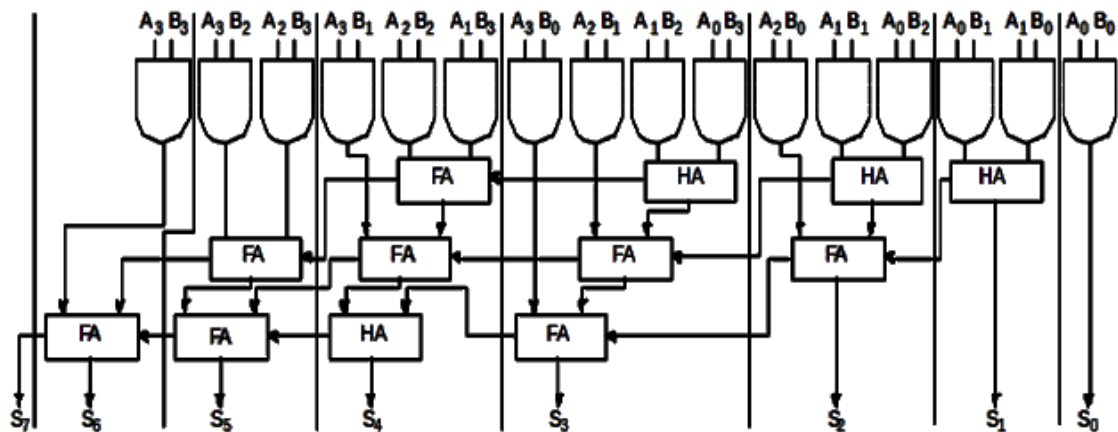 A₃ B₃ A₃ B₂ A₂ B₃ A₃ B₁ A₂ B₂ A₁ B₃ A₃ B₀ A₂ B₁ A₁ B₂ A₀ B₃ A₂ B₀ A₁ B₁ A₀ B₂ A₀ B₁ A₁ B₀ A₀ B₀
FA HA HA HA
FA FA FA FA
FA FA HA FA
S₇ S₆ S₅ S₄ S₃ S₂ S₁ S₀